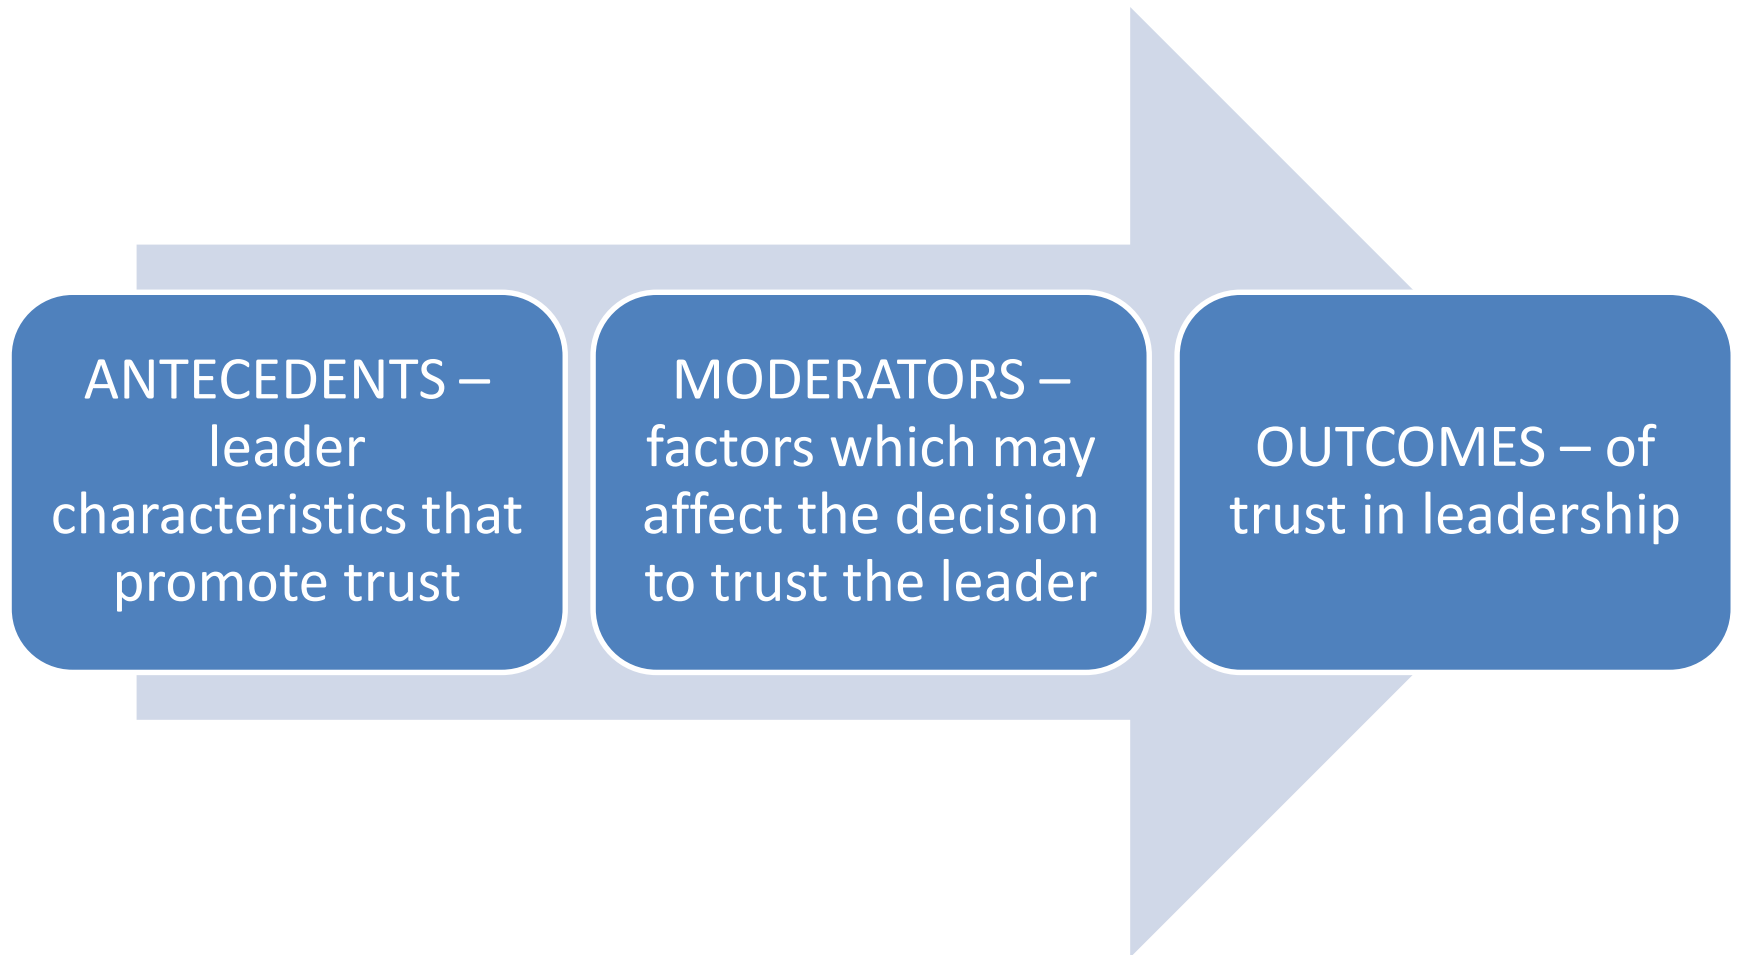 ANTECEDENTS –
leader
characteristics that
promote trust
MODERATORS –
factors which may
affect the decision
to trust the leader
OUTCOMES – of
trust in leadership